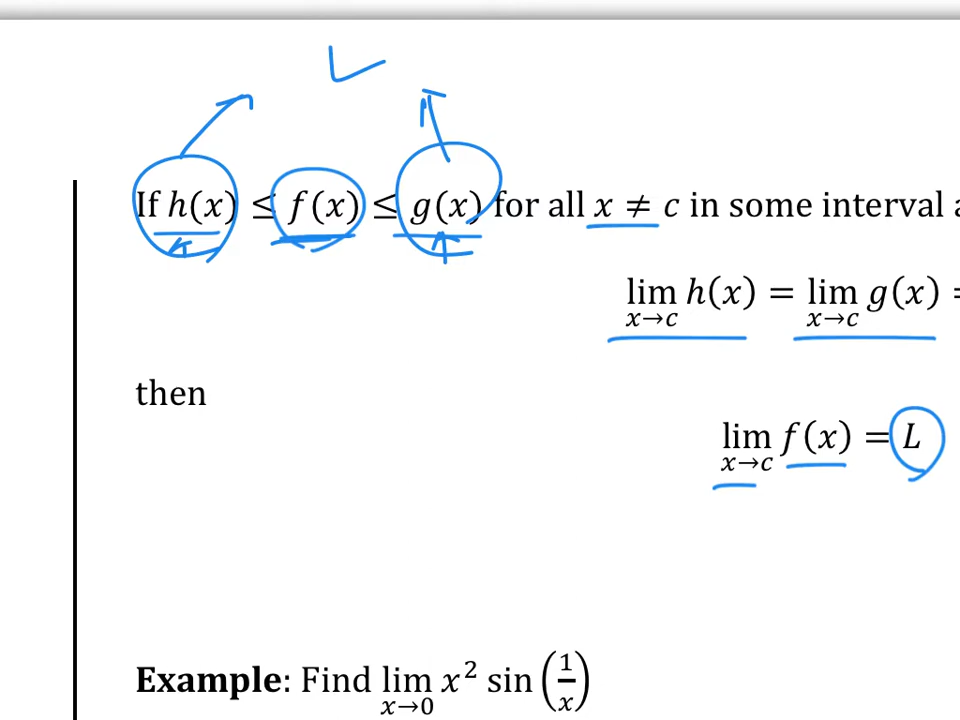 L
If h(x) ≤ f(x) ≤ g(x) for all x ≠ c in some interval
lim x→c h(x) = lim x→c g(x) =
then
lim x→c f(x) = L
Example: Find lim x→0 x² sin (1/x)